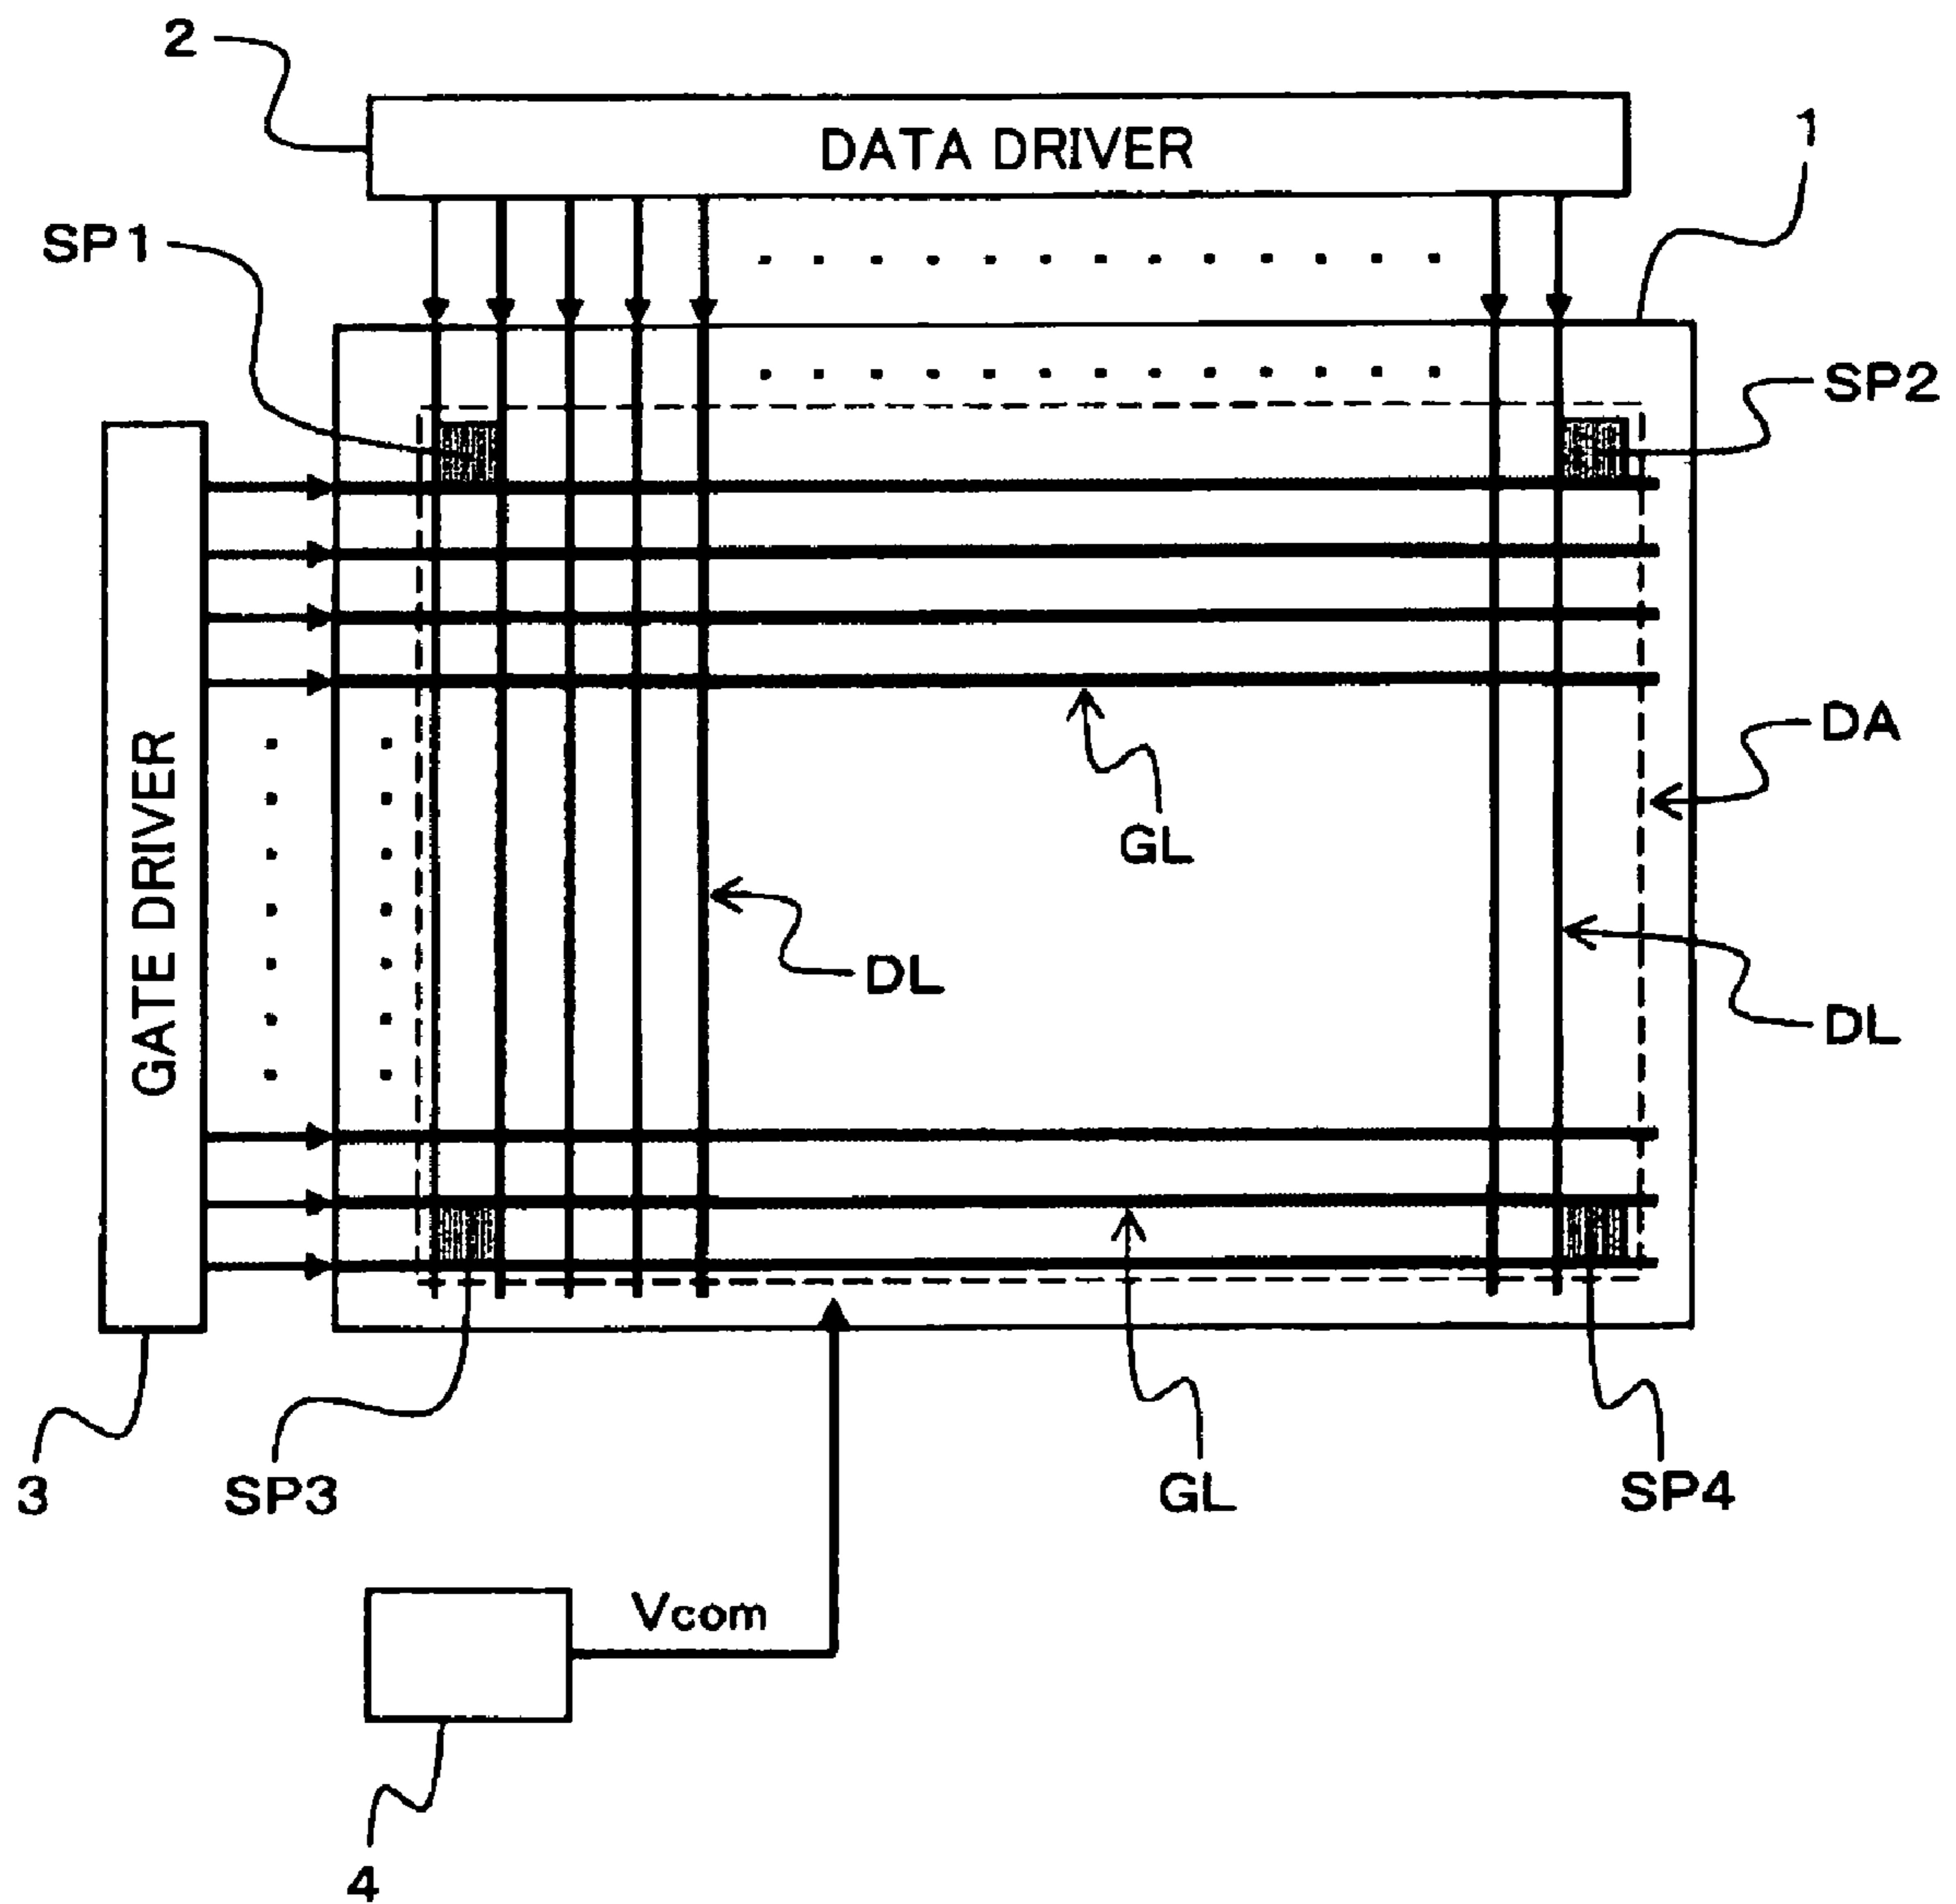 2
DATA DRIVER
1
SP1
SP2
DA
GATE DRIVER
GL
DL
DL
3
SP3
GL
SP4
Vcom
4